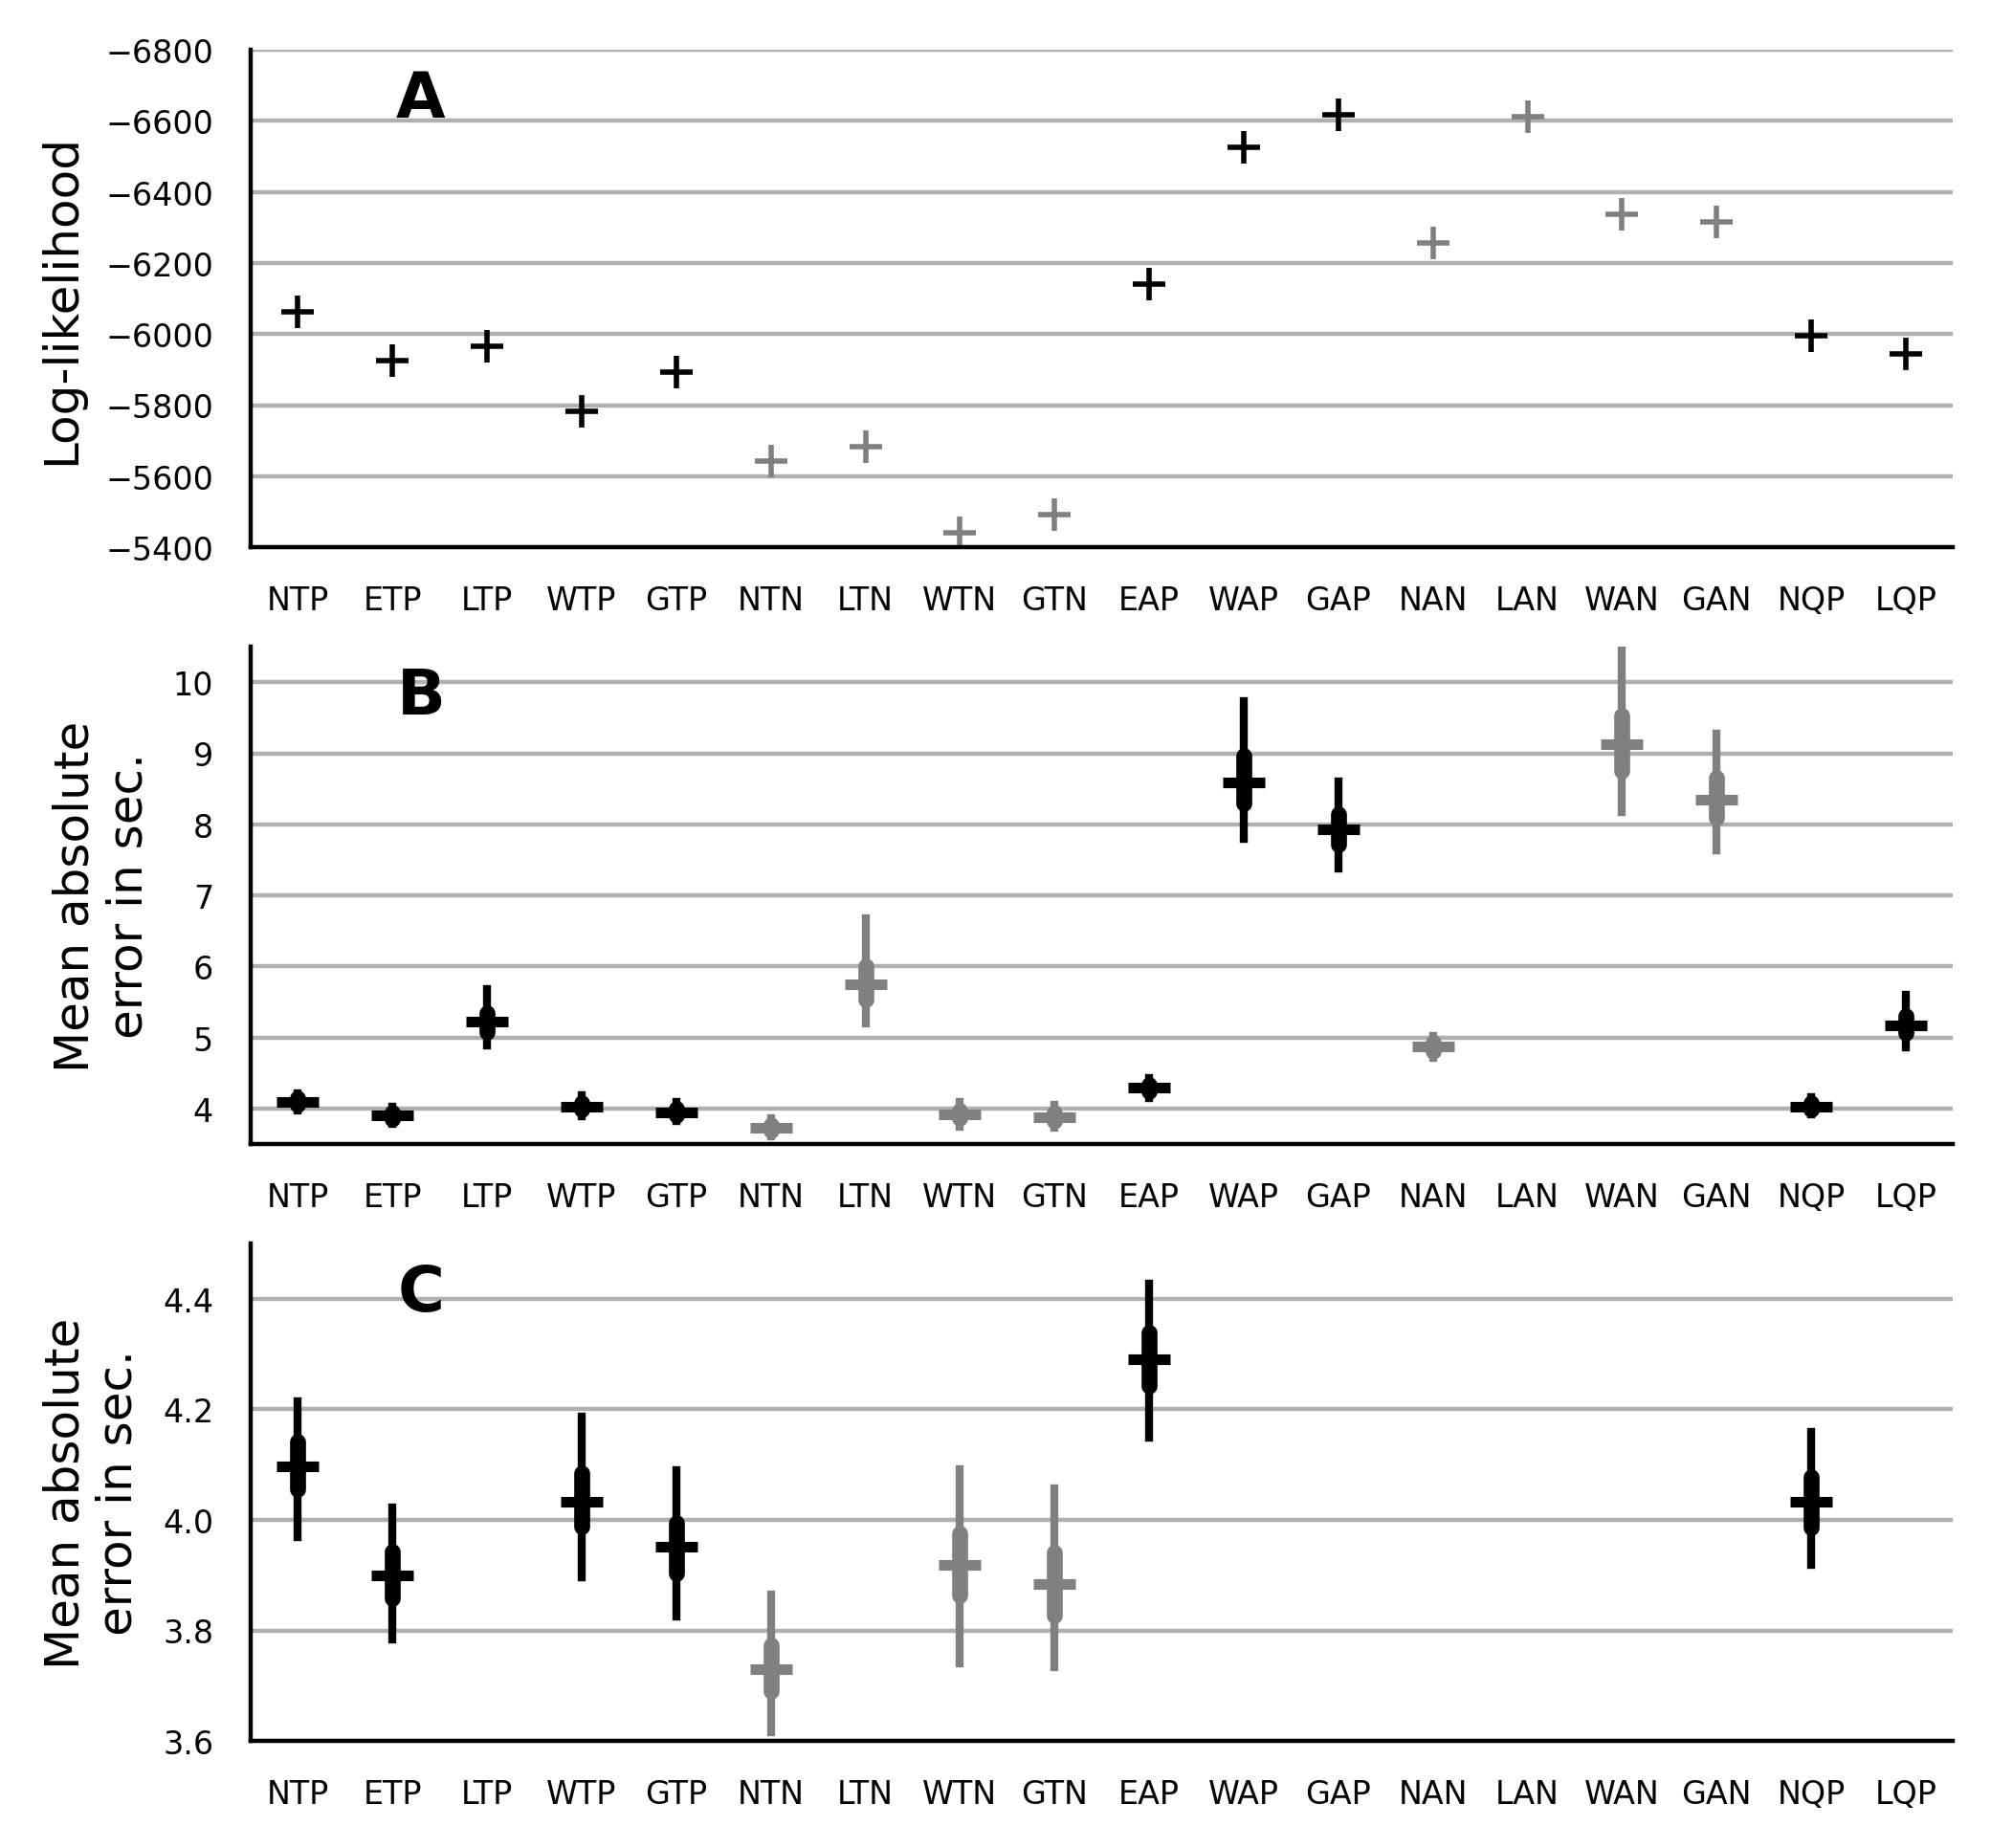 A
Log-likelihood
−6800
−6600
−6400
−6200
−6000
−5800
−5600
−5400
NTP ETP LTP WTP GTP NTN LTN WTN GTN EAP WAP GAP NAN LAN WAN GAN NQP LQP
B
Mean absolute
error in sec.
10
9
8
7
6
5
4
NTP ETP LTP WTP GTP NTN LTN WTN GTN EAP WAP GAP NAN LAN WAN GAN NQP LQP
C
Mean absolute
error in sec.
4.4
4.2
4.0
3.8
3.6
NTP ETP LTP WTP GTP NTN LTN WTN GTN EAP WAP GAP NAN LAN WAN GAN NQP LQP